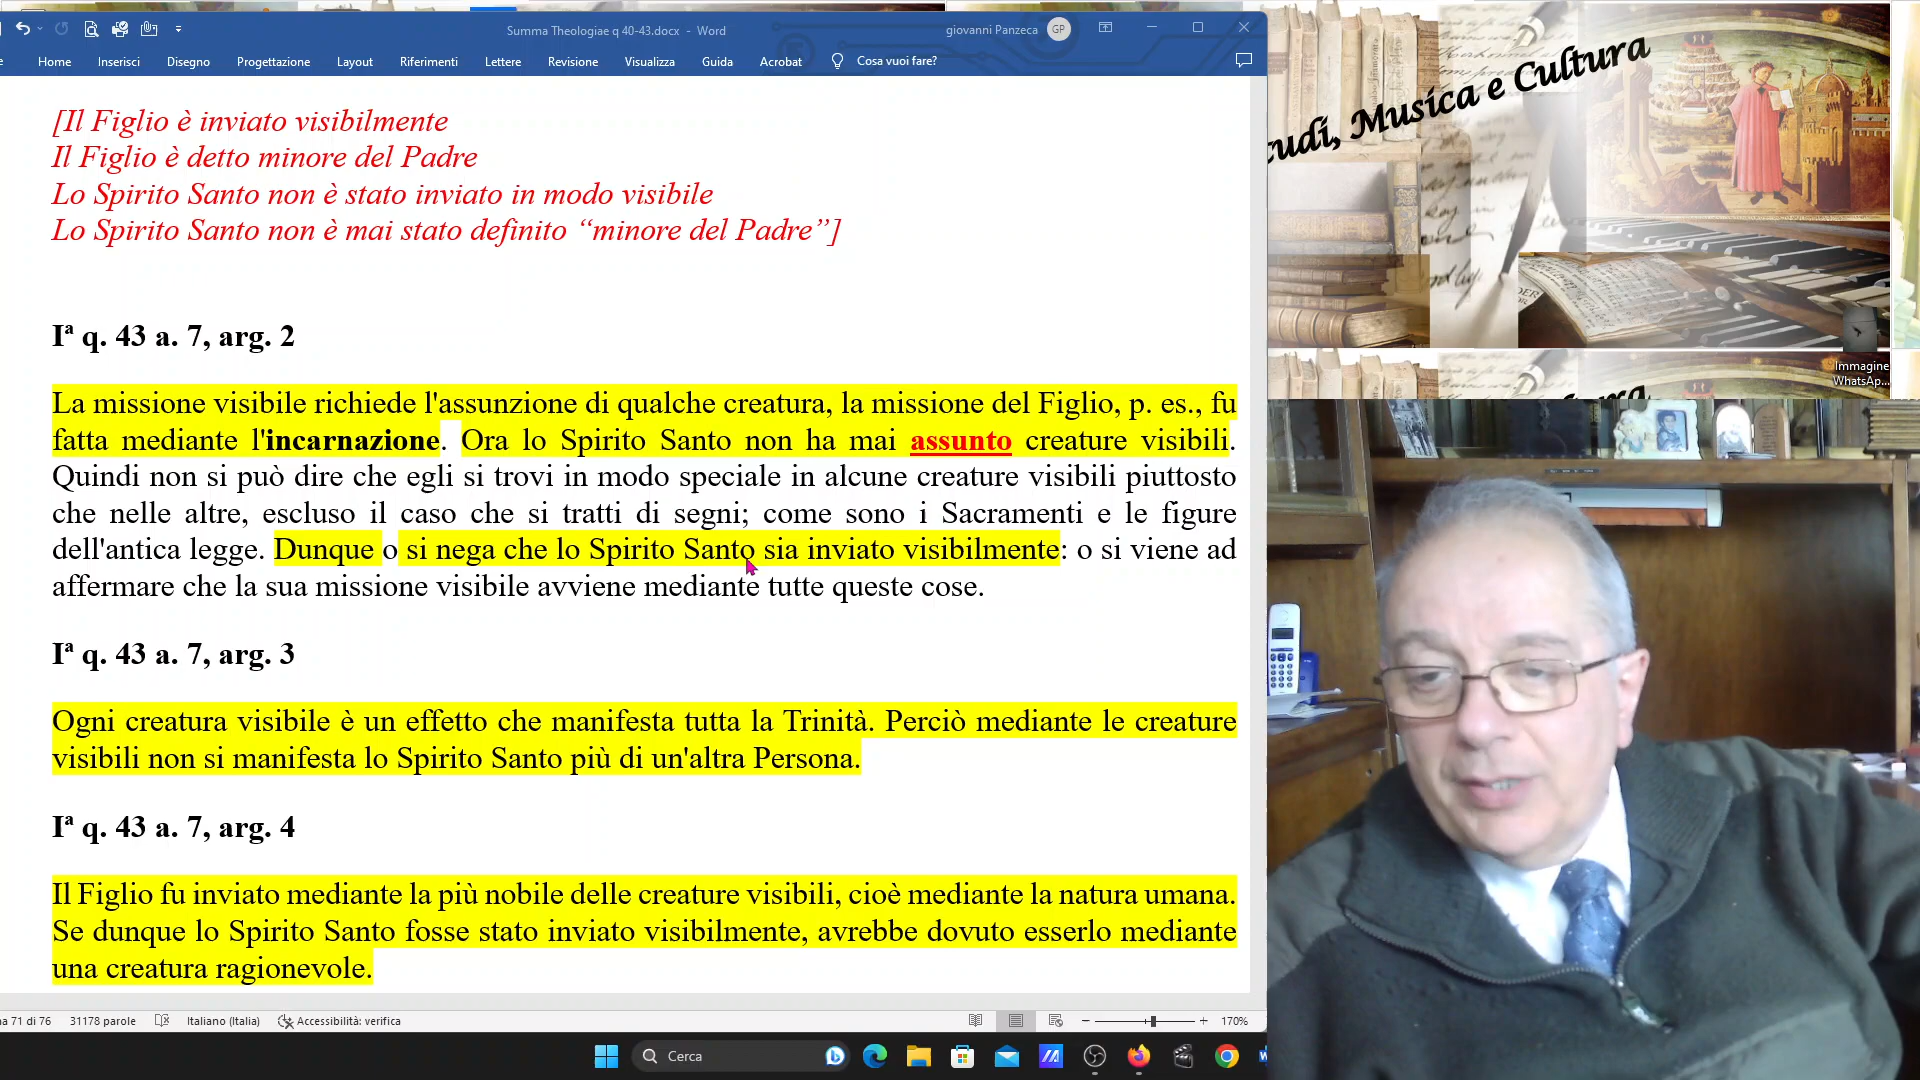 Summa Theologiae q 40-43.docx - Word
giovanni Panzeca
GP
Home
Inserisci
Disegno
Progettazione
Layout
Riferimenti
Lettere
Revisione
Visualizza
Guida
Acrobat
Cosa vuoi fare?
[Il Figlio è inviato visibilmente
Il Figlio è detto minore del Padre
Lo Spirito Santo non è stato inviato in modo visibile
Lo Spirito Santo non è mai stato definito “minore del Padre”]
Iª q. 43 a. 7, arg. 2
La missione visibile richiede l'assunzione di qualche creatura, la missione del Figlio, p. es., fu
fatta mediante l'incarnazione. Ora lo Spirito Santo non ha mai assunto creature visibili.
Quindi non si può dire che egli si trovi in modo speciale in alcune creature visibili piuttosto
che nelle altre, escluso il caso che si tratti di segni; come sono i Sacramenti e le figure
dell'antica legge. Dunque o si nega che lo Spirito Santo sia inviato visibilmente: o si viene ad
affermare che la sua missione visibile avviene mediante tutte queste cose.
Iª q. 43 a. 7, arg. 3
Ogni creatura visibile è un effetto che manifesta tutta la Trinità. Perciò mediante le creature
visibili non si manifesta lo Spirito Santo più di un'altra Persona.
Iª q. 43 a. 7, arg. 4
Il Figlio fu inviato mediante la più nobile delle creature visibili, cioè mediante la natura umana.
Se dunque lo Spirito Santo fosse stato inviato visibilmente, avrebbe dovuto esserlo mediante
una creatura ragionevole.
na 71 di 76
31178 parole
Italiano (Italia)
Accessibilità: verifica
170%
Cerca
tudi, Musica e Cultura
Immagine
WhatsAp...